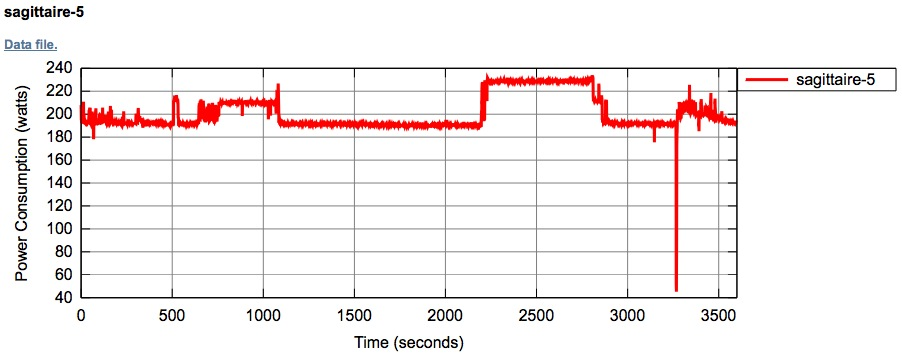 sagittaire-5
Data file.
Power Consumption (watts)
240
220
200
180
160
140
120
100
80
60
40
0 500 1000 1500 2000 2500 3000 3500
Time (seconds)
sagittaire-5